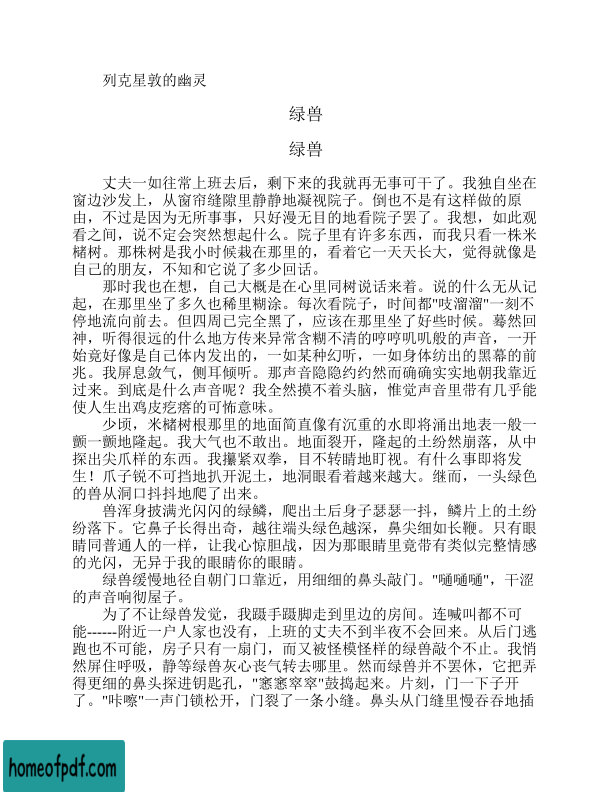 列克星敦的幽灵
绿兽
绿兽
丈夫一如往常上班去后，剩下来的我就再无事可干了。我独自坐在
窗边沙发上，从窗帘缝隙里静静地凝视院子。倒也不是有这样做的原
由，不过是因为无所事事，只好漫无目的地看院子罢了。我想，如此观
看之间，说不定会突然想起什么。院子里有许多东西，而我只看一株米
槠树。那株树是我小时候栽在那里的，看着它一天天长大，觉得就像是
自己的朋友，不知和它说了多少回话。
那时我也在想，自己大概是在心里同树说话来着。说的什么无从记
起，在那里坐了多久也稀里糊涂。每次看院子，时间都"吱溜溜"一刻不
停地流向前去。但四周已完全黑了，应该在那里坐了好些时候。蓦然回
神，听得很远的什么地方传来异常含糊不清的哼哼叽叽般的声音，一开
始竟好像是自己体内发出的，一如某种幻听，一如身体纺出的黑幕的前
兆。我屏息敛气，侧耳倾听。那声音隐隐约约然而确确实实地朝我靠近
过来。到底是什么声音呢？我全然摸不着头脑，惟觉声音里带有几乎能
使人生出鸡皮疙瘩的可怖意味。
少顷，米槠树根那里的地面简直像有沉重的水即将涌出地表一般一
颤一颤地隆起。我大气也不敢出。地面裂开，隆起的土纷然崩落，从中
探出尖爪样的东西。我攥紧双拳，目不转睛地盯视。有什么事即将发
生！爪子锐不可挡地扒开泥土，地洞眼看着越来越大。继而，一头绿色
的兽从洞口抖抖地爬了出来。
兽浑身披满光闪闪的绿鳞，爬出土后身子瑟瑟一抖，鳞片上的土纷
纷落下。它鼻子长得出奇，越往端头绿色越深，鼻尖细如长鞭。只有眼
睛同普通人的一样，让我心惊胆战，因为那眼睛里竟带有类似完整情感
的光闪，无异于我的眼睛你的眼睛。
绿兽缓慢地径自朝门口靠近，用细细的鼻头敲门。"嗵嗵嗵"，干涩
的声音响彻屋子。
为了不让绿兽发觉，我蹑手蹑脚走到里边的房间。连喊叫都不可
能------附近一户人家也没有，上班的丈夫不到半夜不会回来。从后门逃
跑也不可能，房子只有一扇门，而又被怪模怪样的绿兽敲个不止。我悄
然屏住呼吸，静等绿兽灰心丧气转去哪里。然而绿兽并不罢休，它把弄
得更细的鼻头探进钥匙孔，"窸窸窣窣"鼓捣起来。片刻，门一下子开
了。"咔嚓"一声门锁松开，门裂了一条小缝。鼻头从门缝里慢吞吞地插
homeofpdf.com